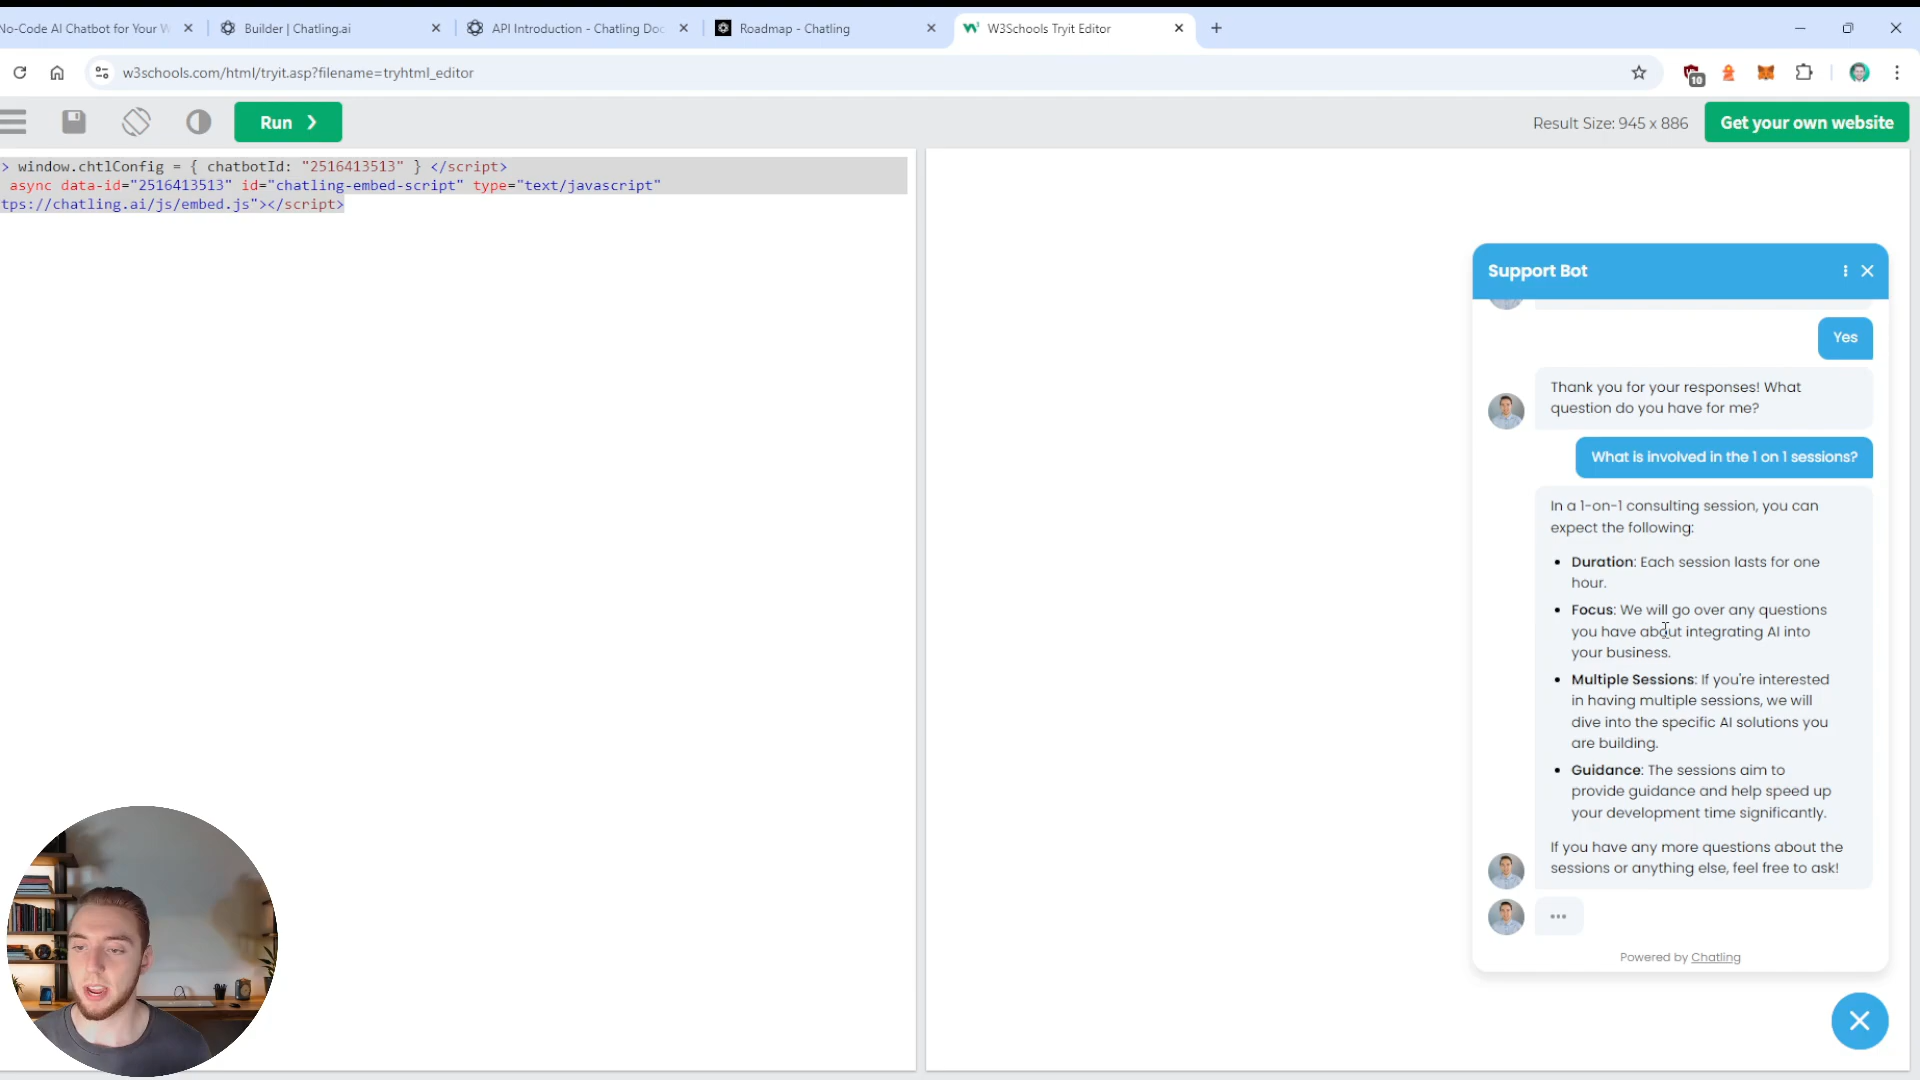 No-Code AI Chatbot for Your W
Builder | Chatling.ai
API Introduction - Chatling Doc
Roadmap - Chatling
W3Schools Tryit Editor
w3schools.com/html/tryit.asp?filename=tryhtml_editor
10
Run ❯
Result Size: 945 x 886
Get your own website
> window.chtlConfig = { chatbotId: "2516413513" } </script>
async data-id="2516413513" id="chatling-embed-script" type="text/javascript"
tps://chatling.ai/js/embed.js"></script>
Support Bot
Yes
Thank you for your responses! What
question do you have for me?
What is involved in the 1 on 1 sessions?
In a 1-on-1 consulting session, you can
expect the following:
• Duration: Each session lasts for one
hour.
• Focus: We will go over any questions
you have about integrating AI into
your business.
• Multiple Sessions: If you're interested
in having multiple sessions, we will
dive into the specific AI solutions you
are building.
• Guidance: The sessions aim to
provide guidance and help speed up
your development time significantly.
If you have any more questions about the
sessions or anything else, feel free to ask!
Powered by Chatling